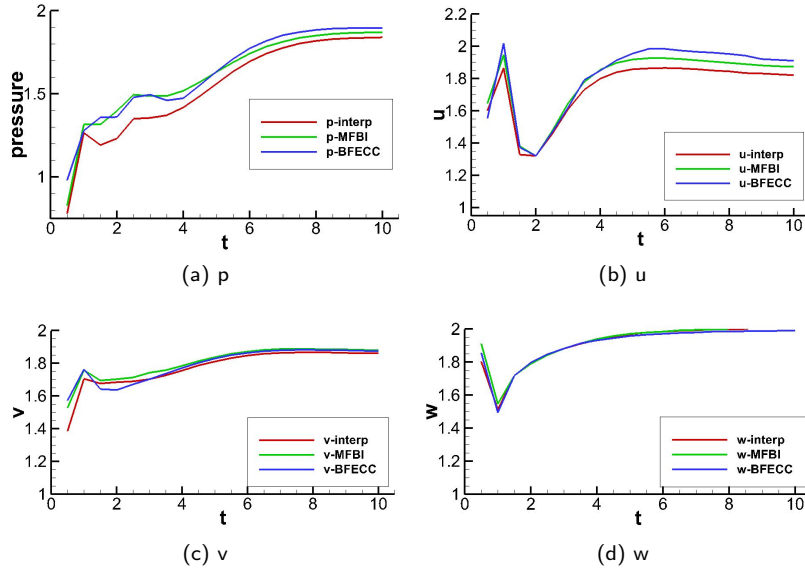 pressure
2
1.5
1
p-interp
p-MFBI
p-BFECC
0 2 4 6 8 10
t
(a) p
u
2.2
2
1.8
1.6
1.4
1.2
1
u-interp
u-MFBI
u-BFECC
0 2 4 6 8 10
t
(b) u
v
2
1.8
1.6
1.4
1.2
1
v-interp
v-MFBI
v-BFECC
0 2 4 6 8 10
t
(c) v
w
2
1.8
1.6
1.4
1.2
1
w-interp
w-MFBI
w-BFECC
0 2 4 6 8 10
t
(d) w